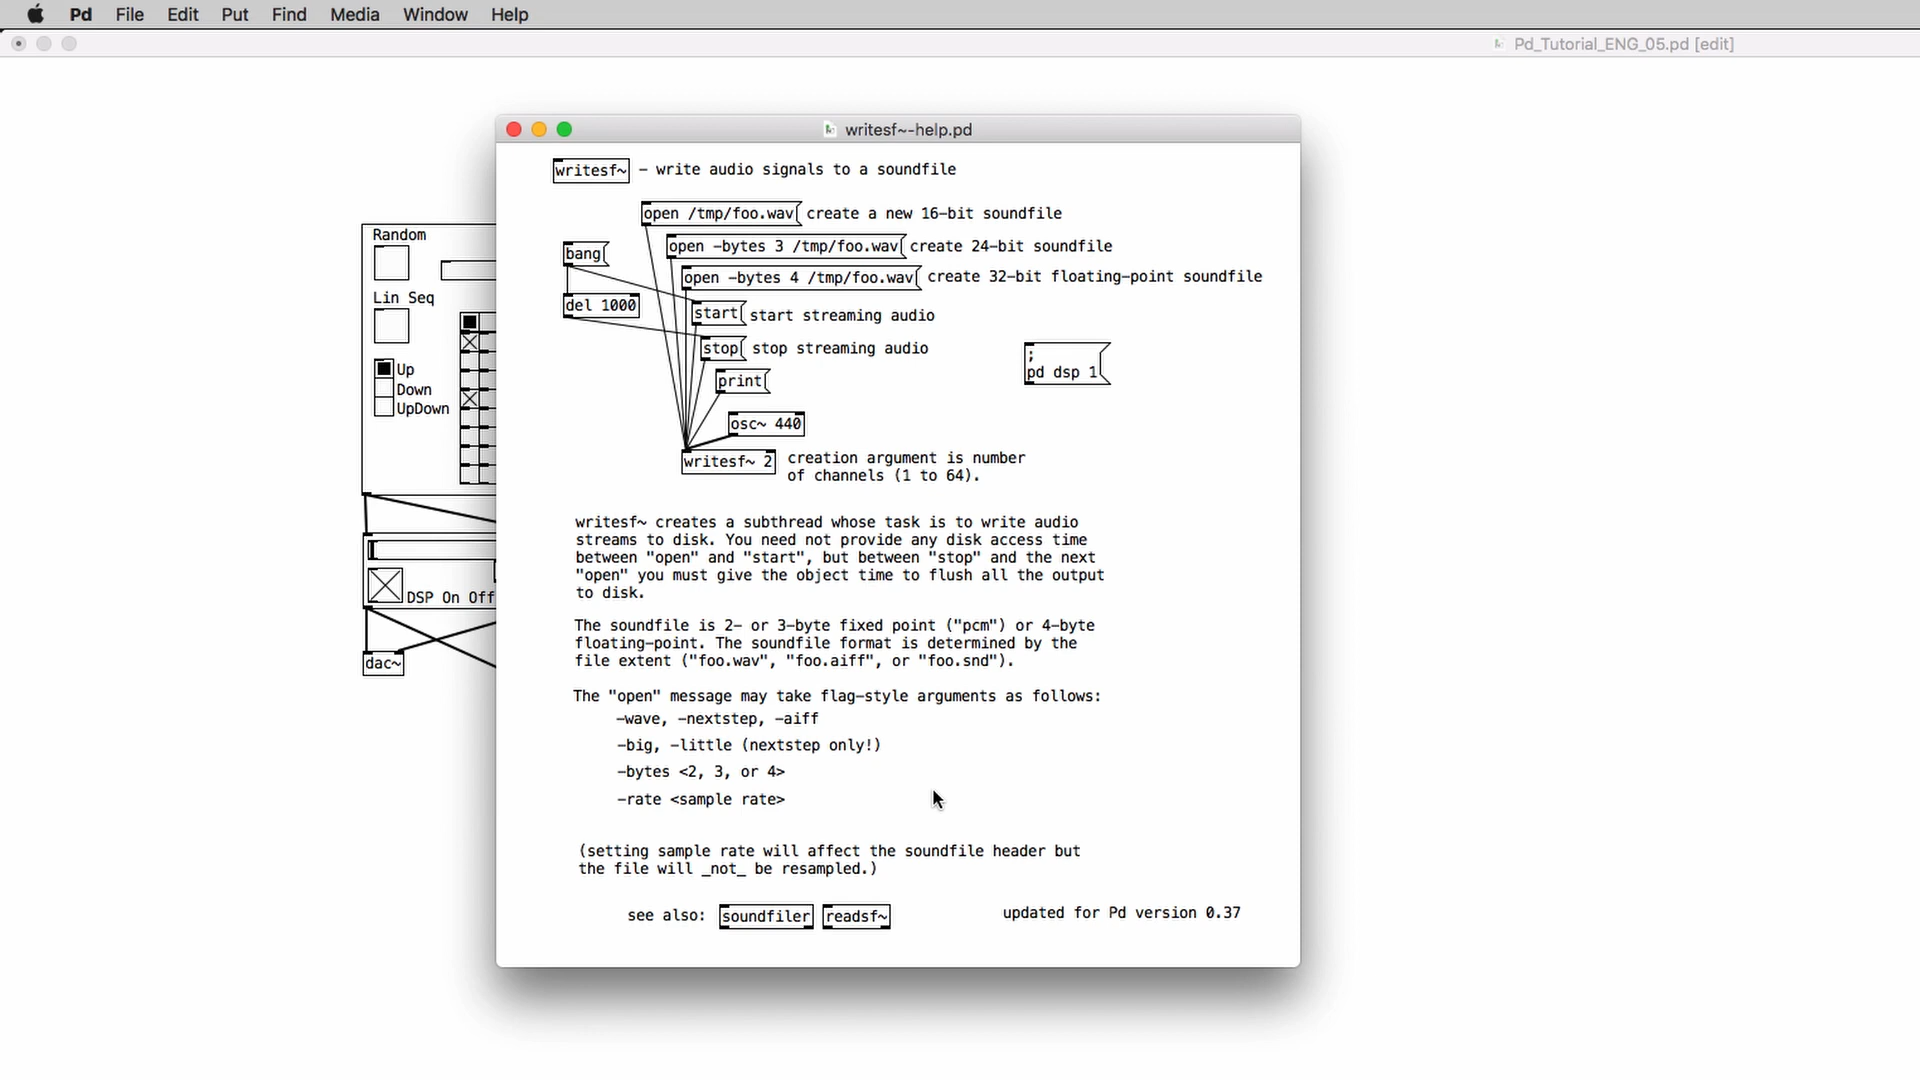 Pd File Edit Put Find Media Window Help
Pd_Tutorial_ENG_05.pd [edit]
writesf~-help.pd
writesf~ - write audio signals to a soundfile
open /tmp/foo.wav create a new 16-bit soundfile
open -bytes 3 /tmp/foo.wav create 24-bit soundfile
bang
open -bytes 4 /tmp/foo.wav create 32-bit floating-point soundfile
del 1000
start start streaming audio
stop stop streaming audio
;
pd dsp 1
print
osc~ 440
writesf~ 2 creation argument is number
of channels (1 to 64).
writesf~ creates a subthread whose task is to write audio
streams to disk. You need not provide any disk access time
between "open" and "start", but between "stop" and the next
"open" you must give the object time to flush all the output
to disk.
The soundfile is 2- or 3-byte fixed point ("pcm") or 4-byte
floating-point. The soundfile format is determined by the
file extent ("foo.wav", "foo.aiff", or "foo.snd").
The "open" message may take flag-style arguments as follows:
-wave, -nextstep, -aiff
-big, -little (nextstep only!)
-bytes <2, 3, or 4>
-rate <sample rate>
(setting sample rate will affect the soundfile header but
the file will _not_ be resampled.)
see also: soundfiler readsf~
updated for Pd version 0.37
Random
Lin Seq
Up
Down
UpDown
DSP On Off
dac~